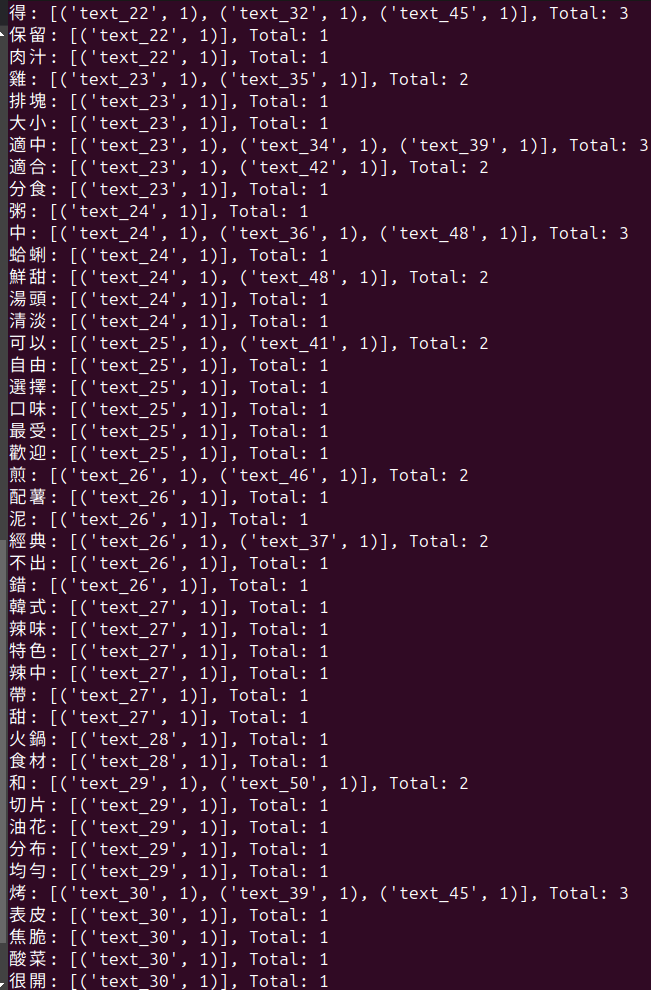 得: [('text_22', 1), ('text_32', 1), ('text_45', 1)], Total: 3
保留: [('text_22', 1)], Total: 1
肉汁: [('text_22', 1)], Total: 1
雞: [('text_23', 1), ('text_35', 1)], Total: 2
排塊: [('text_23', 1)], Total: 1
大小: [('text_23', 1)], Total: 1
適中: [('text_23', 1), ('text_34', 1), ('text_39', 1)], Total: 3
適合: [('text_23', 1), ('text_42', 1)], Total: 2
分食: [('text_23', 1)], Total: 1
粥: [('text_24', 1)], Total: 1
中: [('text_24', 1), ('text_36', 1), ('text_48', 1)], Total: 3
蛤蜊: [('text_24', 1)], Total: 1
鮮甜: [('text_24', 1), ('text_48', 1)], Total: 2
湯頭: [('text_24', 1)], Total: 1
清淡: [('text_24', 1)], Total: 1
可以: [('text_25', 1), ('text_41', 1)], Total: 2
自由: [('text_25', 1)], Total: 1
選擇: [('text_25', 1)], Total: 1
口味: [('text_25', 1)], Total: 1
最受: [('text_25', 1)], Total: 1
歡迎: [('text_25', 1)], Total: 1
煎: [('text_26', 1), ('text_46', 1)], Total: 2
配薯: [('text_26', 1)], Total: 1
泥: [('text_26', 1)], Total: 1
經典: [('text_26', 1), ('text_37', 1)], Total: 2
不出: [('text_26', 1)], Total: 1
錯: [('text_26', 1)], Total: 1
韓式: [('text_27', 1)], Total: 1
辣味: [('text_27', 1)], Total: 1
特色: [('text_27', 1)], Total: 1
辣中: [('text_27', 1)], Total: 1
帶: [('text_27', 1)], Total: 1
甜: [('text_27', 1)], Total: 1
火鍋: [('text_28', 1)], Total: 1
食材: [('text_28', 1)], Total: 1
和: [('text_29', 1), ('text_50', 1)], Total: 2
切片: [('text_29', 1)], Total: 1
油花: [('text_29', 1)], Total: 1
分布: [('text_29', 1)], Total: 1
均勻: [('text_29', 1)], Total: 1
烤: [('text_30', 1), ('text_39', 1), ('text_45', 1)], Total: 3
表皮: [('text_30', 1)], Total: 1
焦脆: [('text_30', 1)], Total: 1
酸菜: [('text_30', 1)], Total: 1
很開: [('text_30', 1)], Total: 1